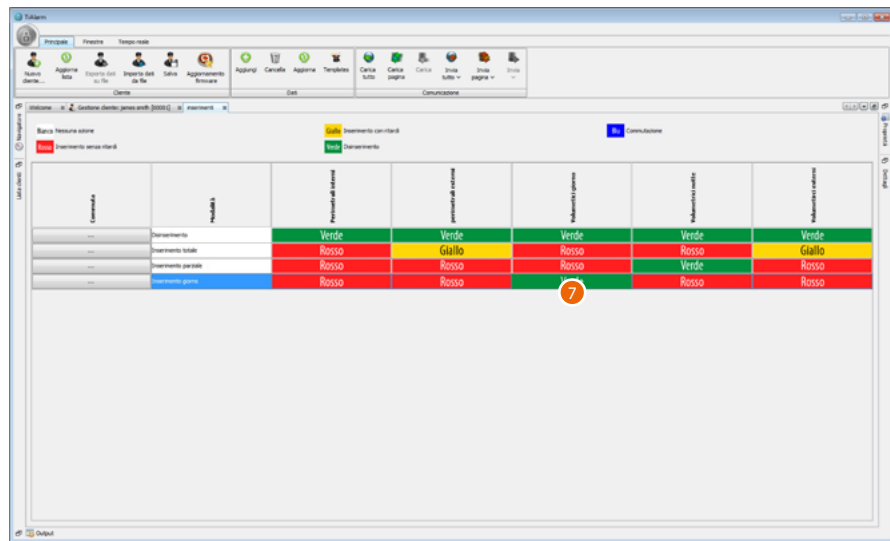 TiAlarm
Principale Finestre Tempo reale
Nuovo cliente... Aggiorna lista Esporta dati su file Importa dati da file Salva Aggiornamento firmware Aggiungi Cancella Aggiorna Templates Carica tutto Carica pagina Carica Invia tutto Invia pagina Invia
Cliente Dati Comunicazione
Welcome Gestione cliente: james smith [00001] inserimenti
Navigatore
Lista clienti
Proprietà
Dettagli
Bianco Nessuna azione Giallo Inserimento con ritardi Blu Commutazione
Rosso Inserimento senza ritardi Verde Disinserimento
Commuta Modalità Perimetrali interni perimetrali esterni Volumetrici giorno Volumetrici notte Volumetrici esterni
... Disinserimento Verde Verde Verde Verde Verde
... Inserimento totale Rosso Giallo Rosso Rosso Giallo
... Inserimento parziale Rosso Rosso Rosso Verde Rosso
... Inserimento giorno Rosso Rosso Verde Rosso Rosso
7
Output